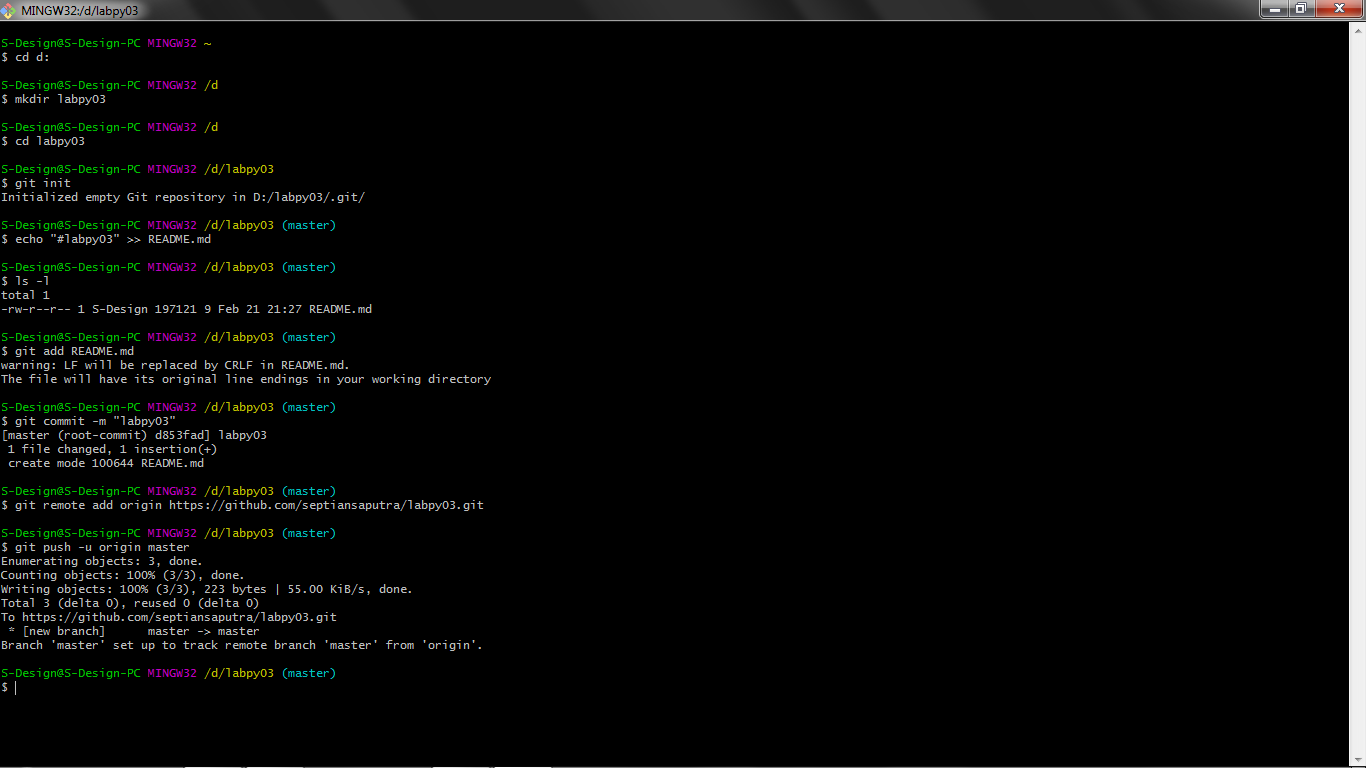 MINGW32:/d/labpy03
S-Design@S-Design-PC MINGW32 ~
$ cd d:
S-Design@S-Design-PC MINGW32 /d
$ mkdir labpy03
S-Design@S-Design-PC MINGW32 /d
$ cd labpy03
S-Design@S-Design-PC MINGW32 /d/labpy03
$ git init
Initialized empty Git repository in D:/labpy03/.git/
S-Design@S-Design-PC MINGW32 /d/labpy03 (master)
$ echo "#labpy03" >> README.md
S-Design@S-Design-PC MINGW32 /d/labpy03 (master)
$ ls -l
total 1
-rw-r--r-- 1 S-Design 197121 9 Feb 21 21:27 README.md
S-Design@S-Design-PC MINGW32 /d/labpy03 (master)
$ git add README.md
warning: LF will be replaced by CRLF in README.md.
The file will have its original line endings in your working directory
S-Design@S-Design-PC MINGW32 /d/labpy03 (master)
$ git commit -m "labpy03"
[master (root-commit) d853fad] labpy03
 1 file changed, 1 insertion(+)
 create mode 100644 README.md
S-Design@S-Design-PC MINGW32 /d/labpy03 (master)
$ git remote add origin https://github.com/septiansaputra/labpy03.git
S-Design@S-Design-PC MINGW32 /d/labpy03 (master)
$ git push -u origin master
Enumerating objects: 3, done.
Counting objects: 100% (3/3), done.
Writing objects: 100% (3/3), 223 bytes | 55.00 KiB/s, done.
Total 3 (delta 0), reused 0 (delta 0)
To https://github.com/septiansaputra/labpy03.git
 * [new branch]      master -> master
Branch 'master' set up to track remote branch 'master' from 'origin'.
S-Design@S-Design-PC MINGW32 /d/labpy03 (master)
$